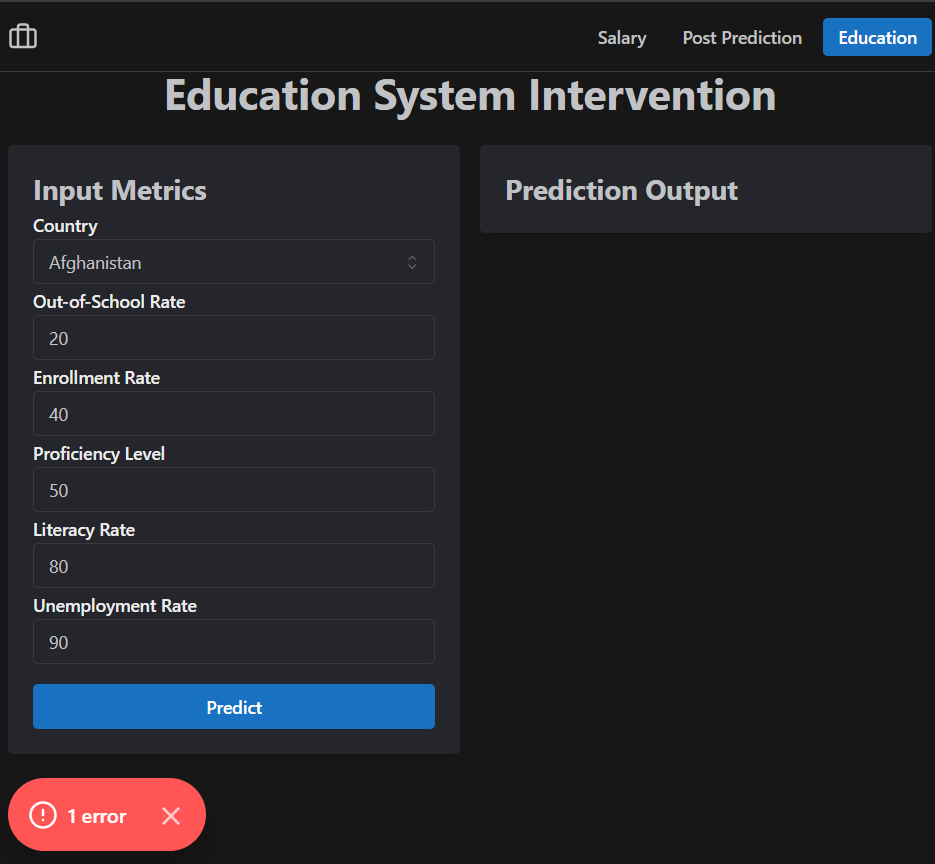 Salary Post Prediction Education
Education System Intervention
Input Metrics
Country
Afghanistan
Out-of-School Rate
20
Enrollment Rate
40
Proficiency Level
50
Literacy Rate
80
Unemployment Rate
90
Predict
Prediction Output
1 error